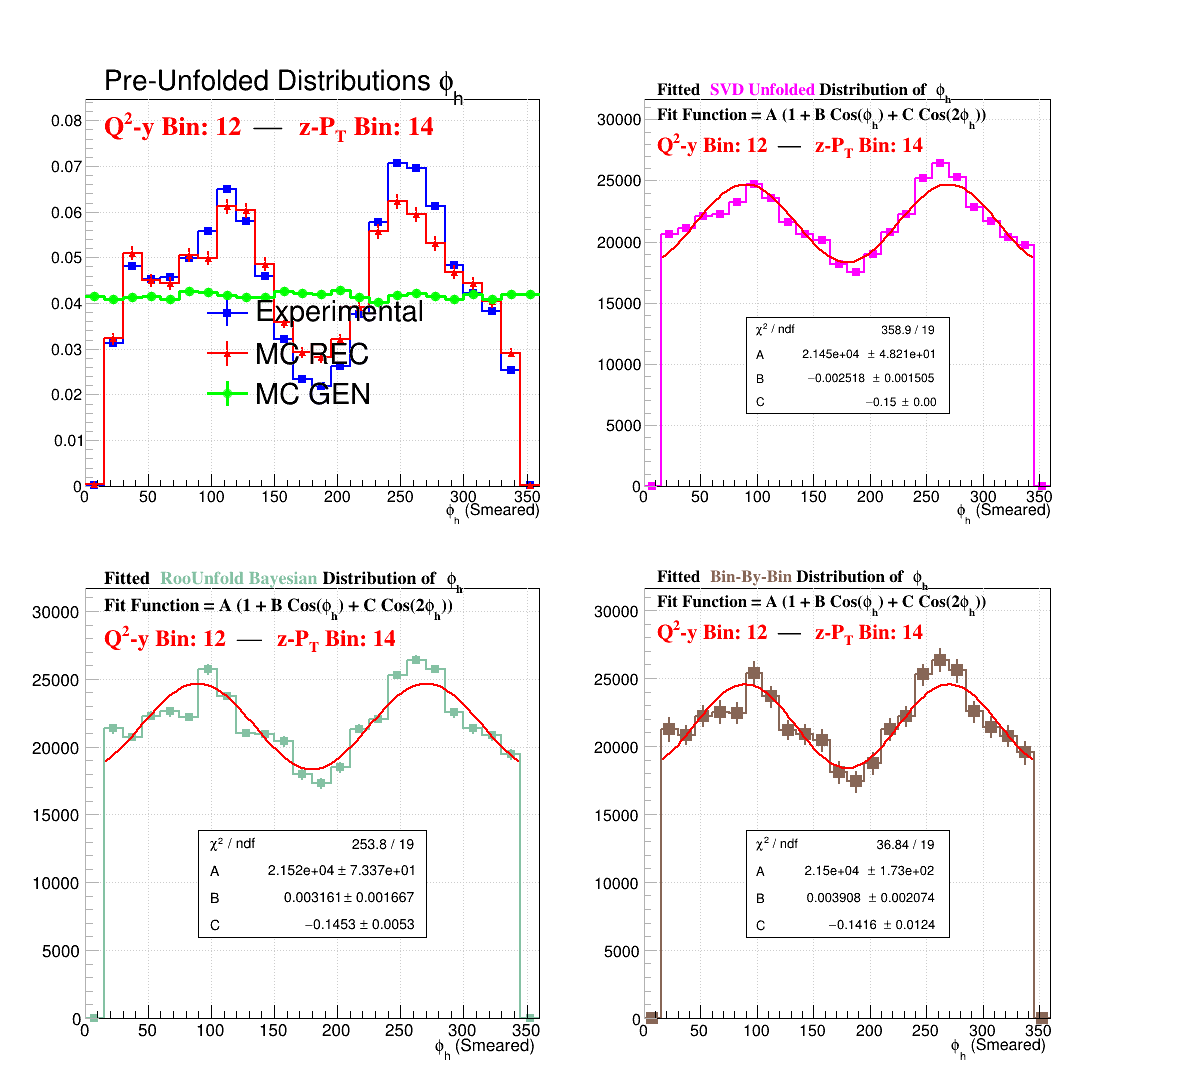 Pre-Unfolded Distributions ϕh
Q2-y Bin: 12 — z-PT Bin: 14
0.08
0.07
0.06
0.05
0.04
0.03
0.02
0.01
0
Experimental
MC REC
MC GEN
0 50 100 150 200 250 300 350
ϕh (Smeared)
Fitted SVD Unfolded Distribution of ϕh
Fit Function = A (1 + B Cos(ϕh) + C Cos(2ϕh))
Q2-y Bin: 12 — z-PT Bin: 14
30000
25000
20000
15000
10000
5000
0
χ2 / ndf 358.9 / 19
A 2.145e+04 ± 4.821e+01
B −0.002518 ± 0.001505
C −0.15 ± 0.00
0 50 100 150 200 250 300 350
ϕh (Smeared)
Fitted RooUnfold Bayesian Distribution of ϕh
Fit Function = A (1 + B Cos(ϕh) + C Cos(2ϕh))
Q2-y Bin: 12 — z-PT Bin: 14
30000
25000
20000
15000
10000
5000
0
χ2 / ndf 253.8 / 19
A 2.152e+04 ± 7.337e+01
B 0.003161 ± 0.001667
C −0.1453 ± 0.0053
0 50 100 150 200 250 300 350
ϕh (Smeared)
Fitted Bin-By-Bin Distribution of ϕh
Fit Function = A (1 + B Cos(ϕh) + C Cos(2ϕh))
Q2-y Bin: 12 — z-PT Bin: 14
30000
25000
20000
15000
10000
5000
0
χ2 / ndf 36.84 / 19
A 2.15e+04 ± 1.73e+02
B 0.003908 ± 0.002074
C −0.1416 ± 0.0124
0 50 100 150 200 250 300 350
ϕh (Smeared)